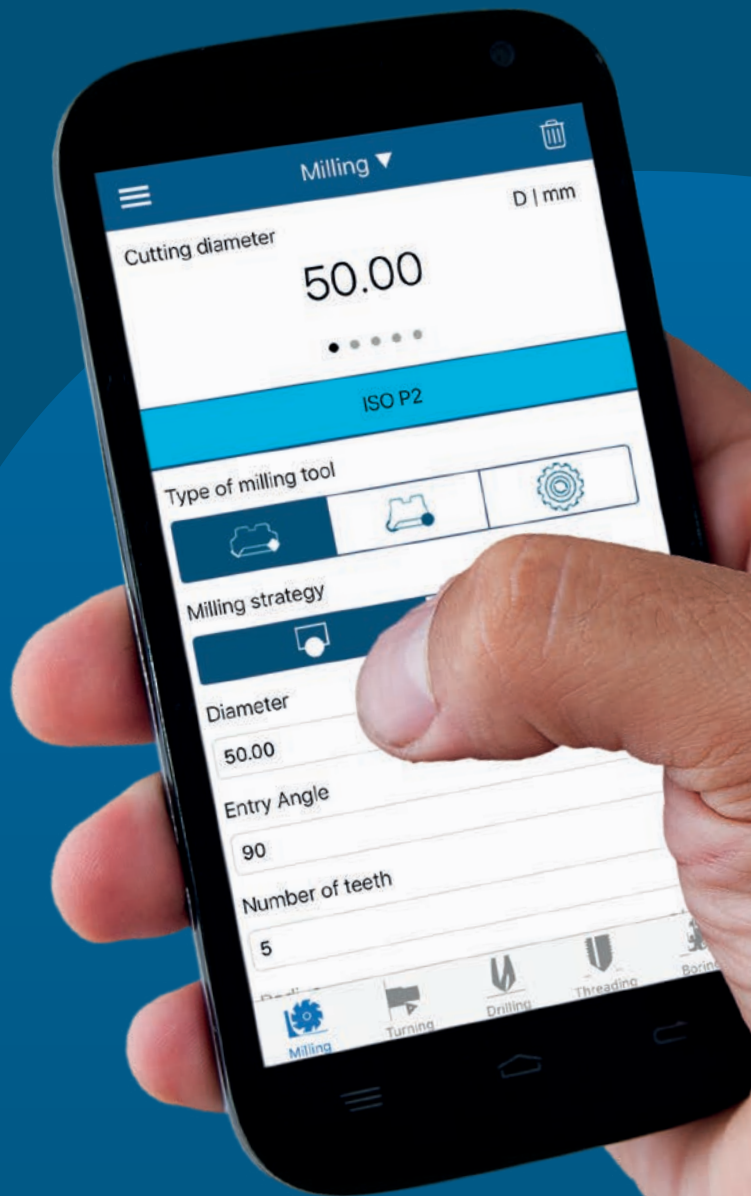 Milling ▼
D | mm
Cutting diameter
50.00
ISO P2
Type of milling tool
Milling strategy
Diameter
50.00
Entry Angle
90
Number of teeth
5
Milling
Turning
Drilling
Threading